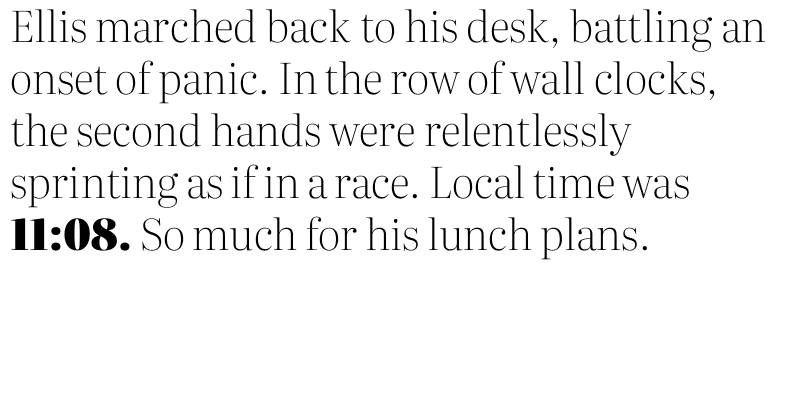 Ellis marched back to his desk, battling an
onset of panic. In the row of wall clocks,
the second hands were relentlessly
sprinting as if in a race. Local time was
11:08. So much for his lunch plans.